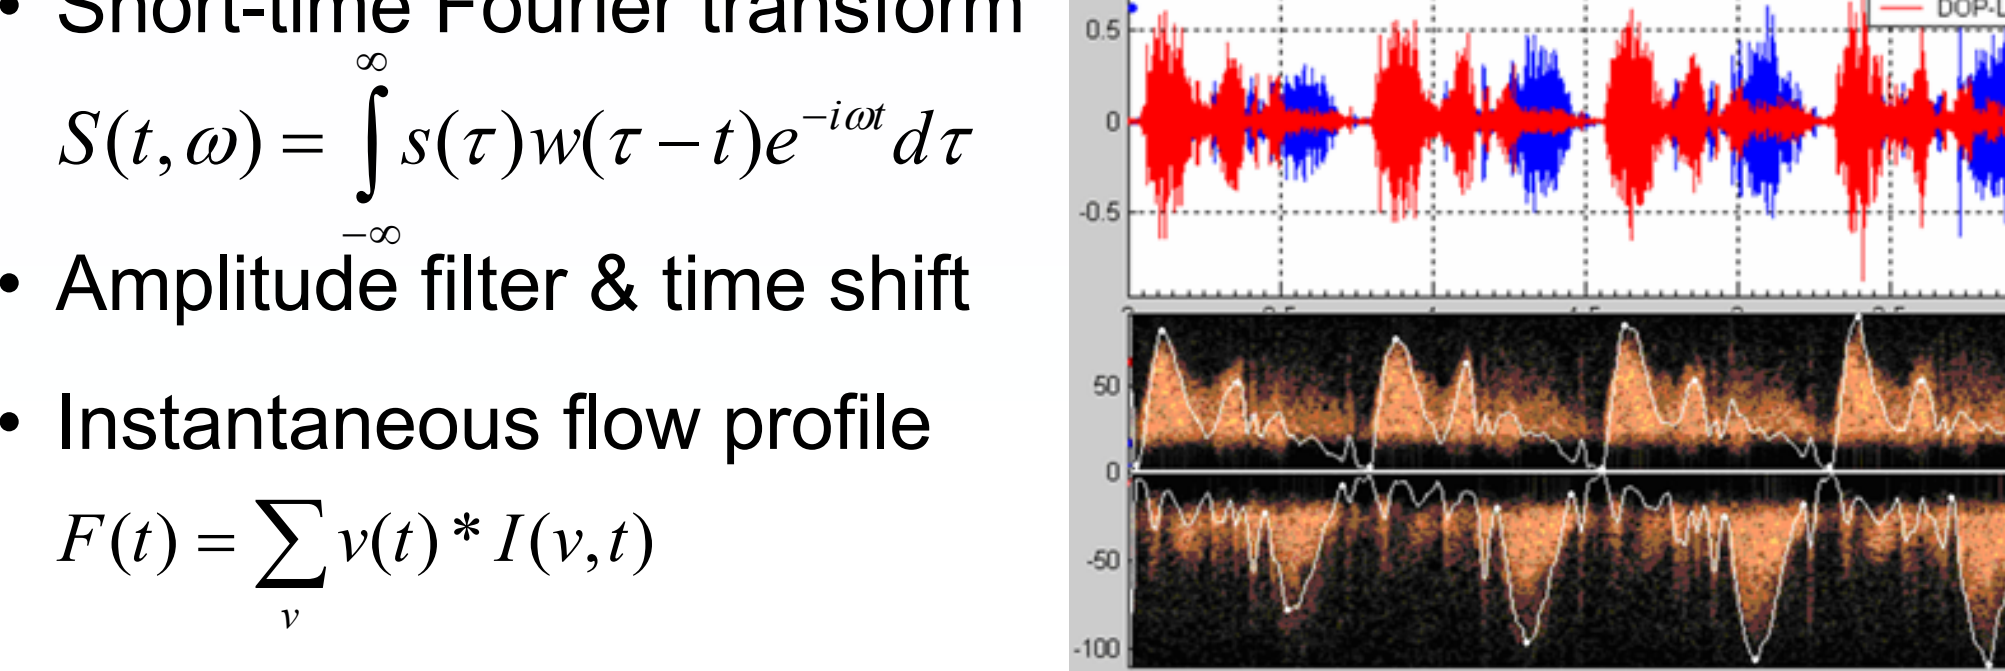 • Short-time Fourier transform
S(t, ω) = ∫_{−∞}^{∞} s(τ)w(τ − t)e^{−iωt} dτ
• Amplitude filter & time shift
• Instantaneous flow profile
F(t) = ∑_v v(t) * I(v, t)
DOP-L
0.5
0
-0.5
50
0
-50
-100